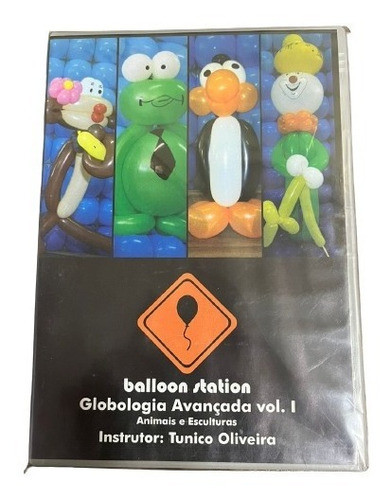 balloon station
Globologia Avançada vol. I
Animais e Esculturas
Instrutor: Tunico Oliveira